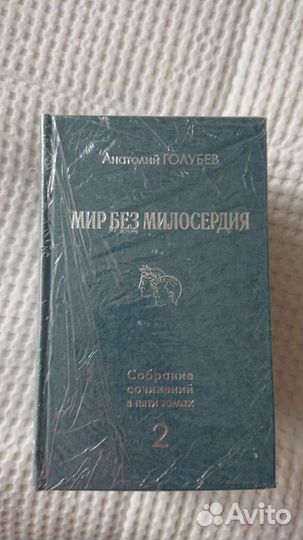 Анатолий ГОЛУБЕВ
МИР БЕЗ МИЛОСЕРДИЯ
Собрание
сочинений
в пяти томах
2
Avito